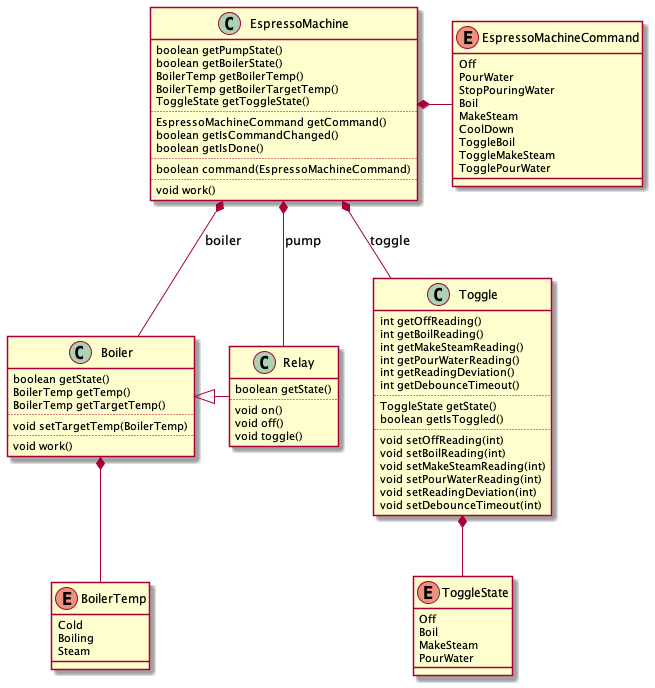 C EspressoMachine
boolean getPumpState()
boolean getBoilerState()
BoilerTemp getBoilerTemp()
BoilerTemp getBoilerTargetTemp()
ToggleState getToggleState()
EspressoMachineCommand getCommand()
boolean getIsCommandChanged()
boolean getIsDone()
boolean command(EspressoMachineCommand)
void work()
E EspressoMachineCommand
Off
PourWater
StopPouringWater
Boil
MakeSteam
CoolDown
ToggleBoil
ToggleMakeSteam
TogglePourWater
boiler
pump
toggle
C Boiler
boolean getState()
BoilerTemp getTemp()
BoilerTemp getTargetTemp()
void setTargetTemp(BoilerTemp)
void work()
C Relay
boolean getState()
void on()
void off()
void toggle()
C Toggle
int getOffReading()
int getBoilReading()
int getMakeSteamReading()
int getPourWaterReading()
int getReadingDeviation()
int getDebounceTimeout()
ToggleState getState()
boolean getIsToggled()
void setOffReading(int)
void setBoilReading(int)
void setMakeSteamReading(int)
void setPourWaterReading(int)
void setReadingDeviation(int)
void setDebounceTimeout(int)
E BoilerTemp
Cold
Boiling
Steam
E ToggleState
Off
Boil
MakeSteam
PourWater